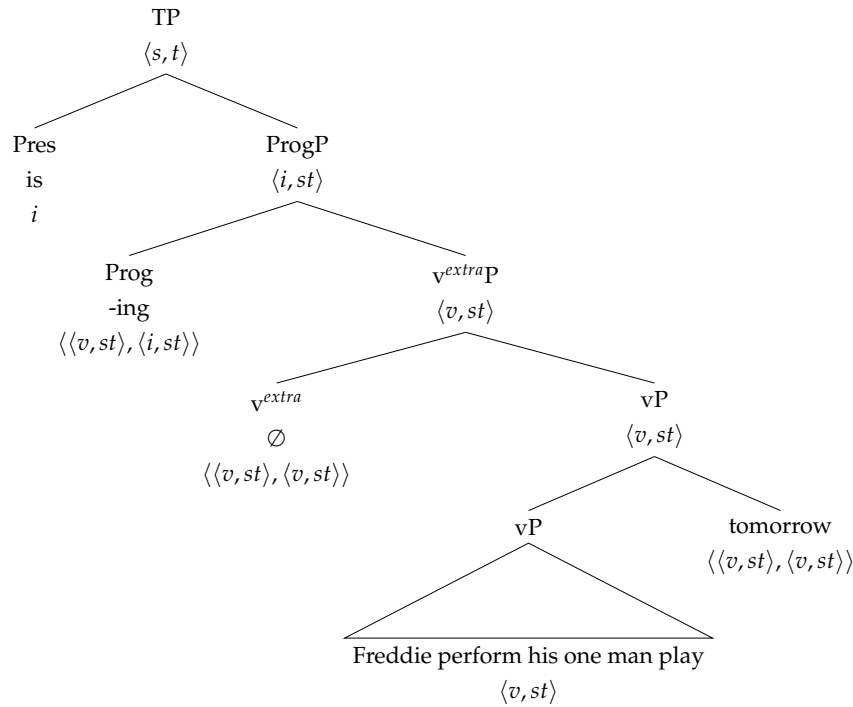 TP
⟨s, t⟩
Pres ProgP
is ⟨i, st⟩
i
Prog v^{extra}P
-ing ⟨v, st⟩
⟨⟨v, st⟩, ⟨i, st⟩⟩
v^{extra} vP
∅ ⟨v, st⟩
⟨⟨v, st⟩, ⟨v, st⟩⟩
vP tomorrow
⟨⟨v, st⟩, ⟨v, st⟩⟩
Freddie perform his one man play
⟨v, st⟩